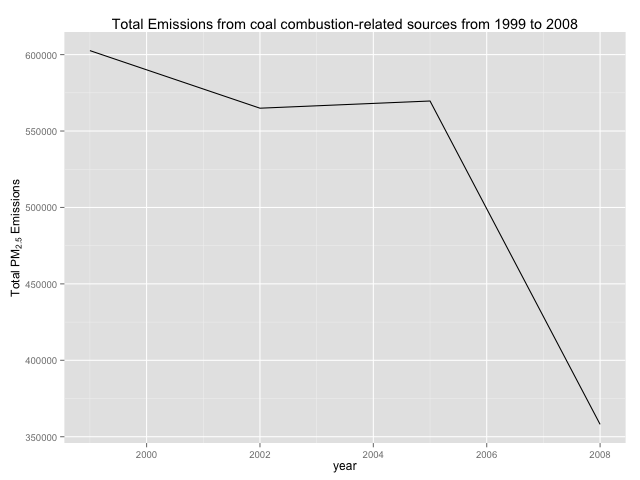 Total Emissions from coal combustion-related sources from 1999 to 2008
Total PM2.5 Emissions
600000
550000
500000
450000
400000
350000
2000 2002 2004 2006 2008
year